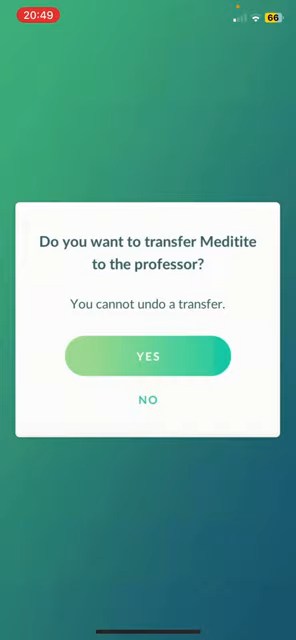 20:49
66
Do you want to transfer Meditite
to the professor?
You cannot undo a transfer.
YES
NO